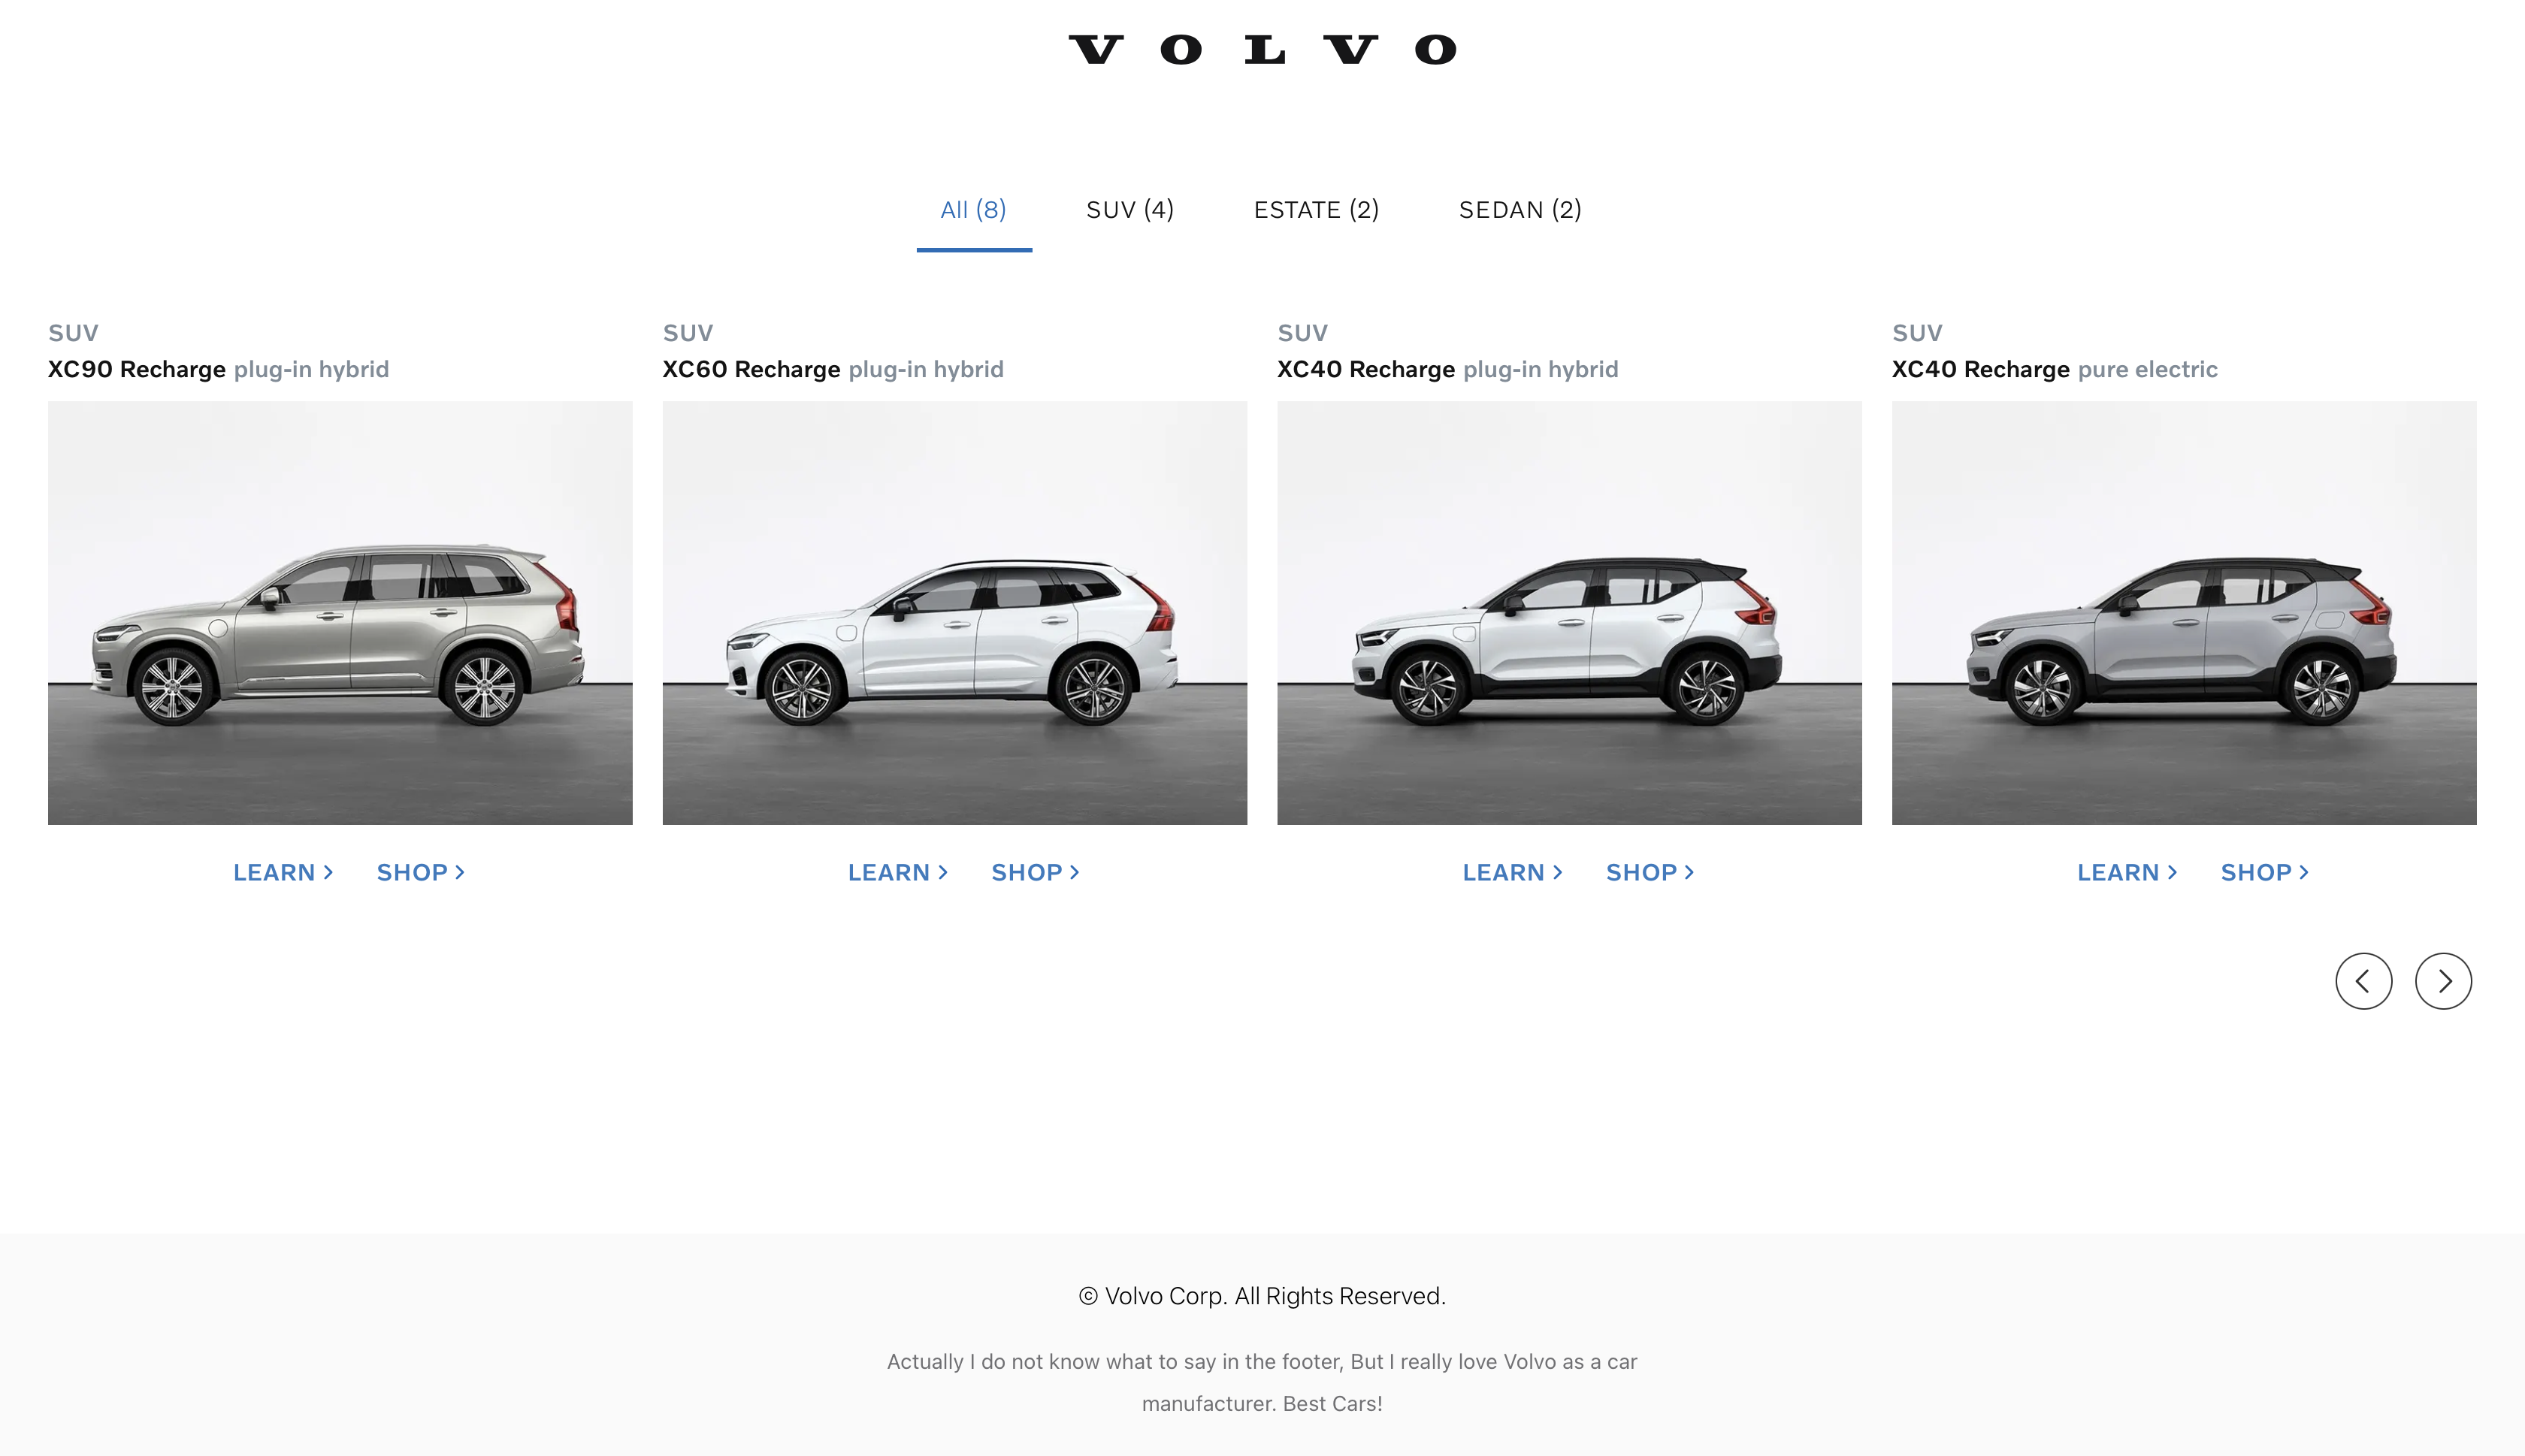 VOLVO
All (8)
SUV (4)
ESTATE (2)
SEDAN (2)
SUV
XC90 Recharge plug-in hybrid
LEARN
SHOP
SUV
XC60 Recharge plug-in hybrid
LEARN
SHOP
SUV
XC40 Recharge plug-in hybrid
LEARN
SHOP
SUV
XC40 Recharge pure electric
LEARN
SHOP
© Volvo Corp. All Rights Reserved.
Actually I do not know what to say in the footer, But I really love Volvo as a car
manufacturer. Best Cars!